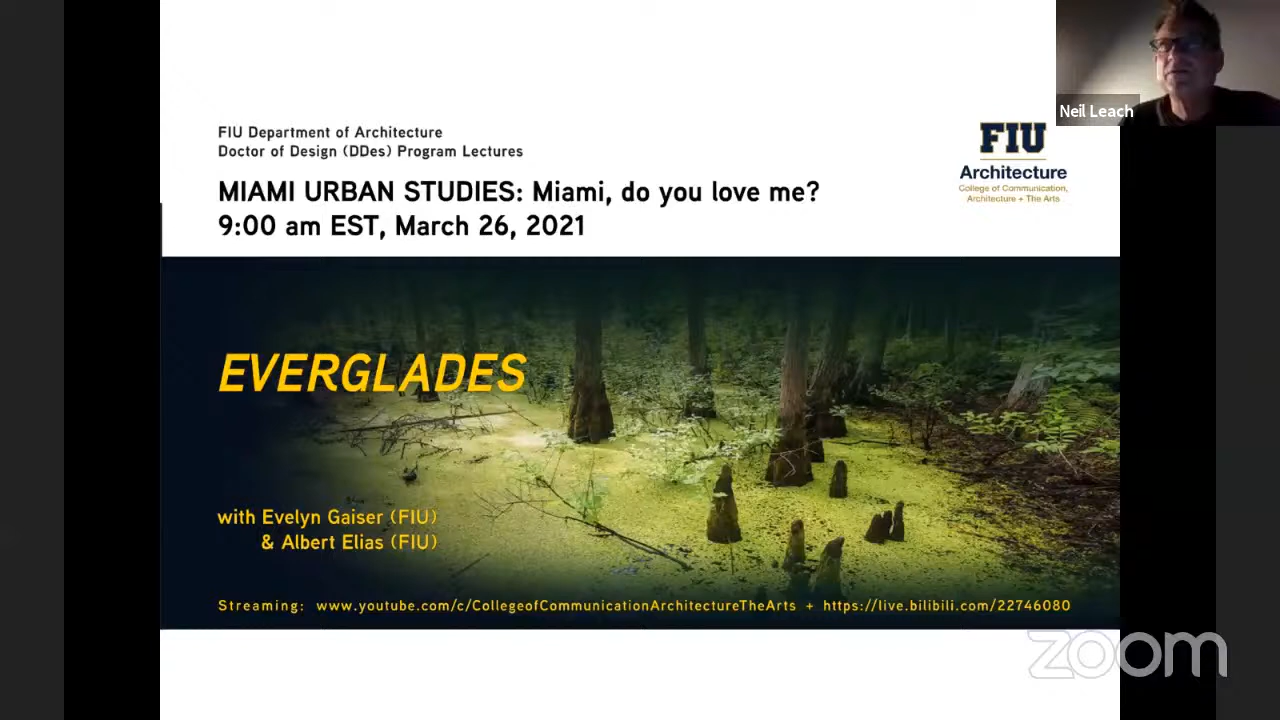 Neil Leach
FIU Department of Architecture
Doctor of Design (DDes) Program Lectures
MIAMI URBAN STUDIES: Miami, do you love me?
9:00 am EST, March 26, 2021
FIU
Architecture
College of Communication,
Architecture + The Arts
EVERGLADES
with Evelyn Gaiser (FIU)
& Albert Elias (FIU)
Streaming: www.youtube.com/c/CollegeofCommunicationArchitectureTheArts + https://live.bilibili.com/22746080
zoom